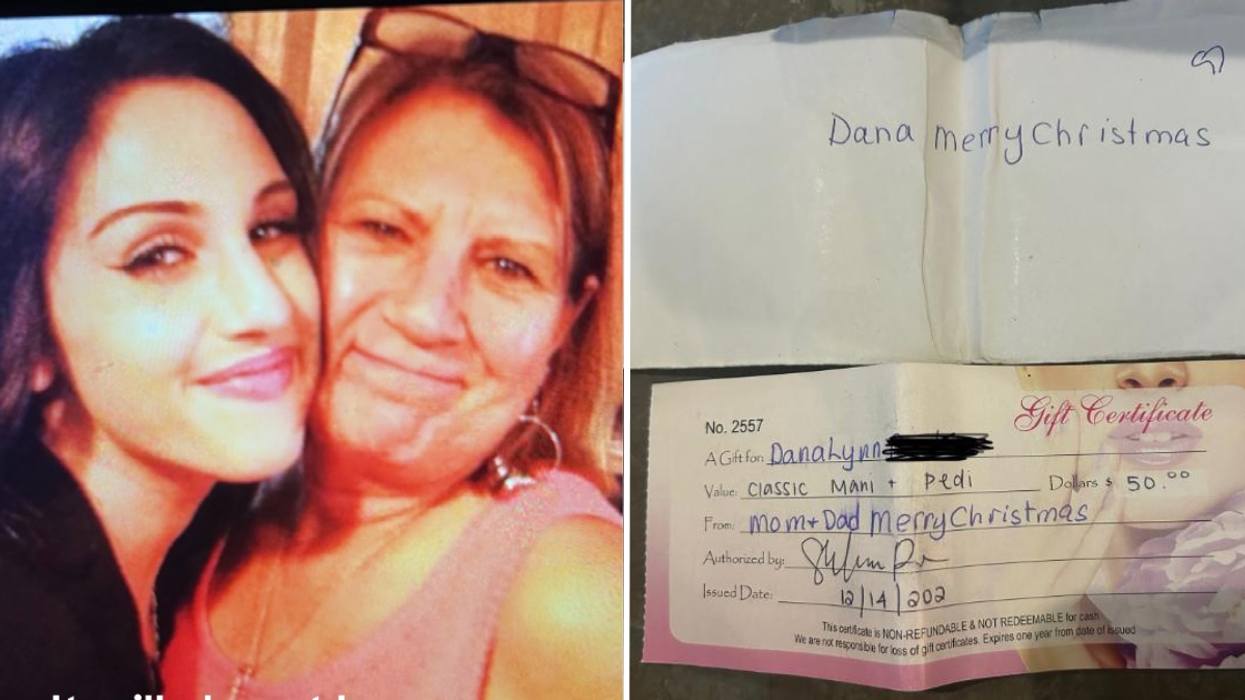 Dana Merry Christmas
Gift Certificate
No. 2557
A Gift for: DanaLynn
Value: Classic Mani + Pedi Dollars $ 50.00
From: Mom + Dad Merry Christmas
Authorized by:
Issued Date: 12/14/202
This certificate is NON-REFUNDABLE & NOT REDEEMABLE for cash
We are not responsible for loss of gift certificates. Expires one year from date of issued